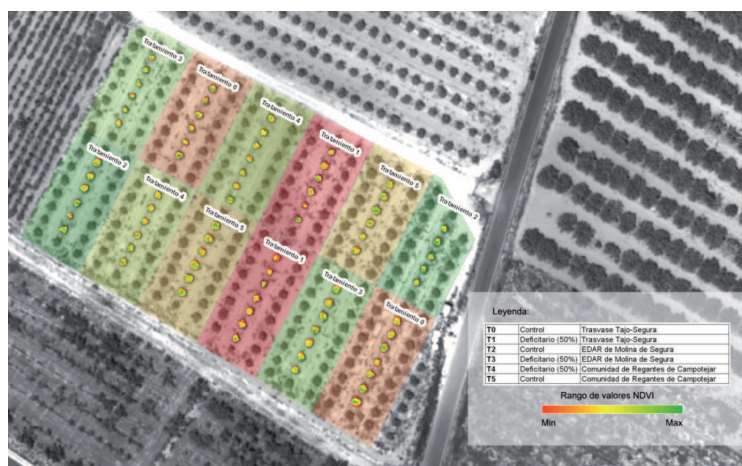 Tratamiento 3
Tratamiento 0
Tratamiento 4
Tratamiento 1
Tratamiento 5
Tratamiento 2
Tratamiento 2
Tratamiento 4
Tratamiento 5
Tratamiento 1
Tratamiento 3
Tratamiento 0
Leyenda:
T0 Control Trasvase Tajo-Segura
T1 Deficitario (50%) Trasvase Tajo-Segura
T2 Control EDAR de Molina de Segura
T3 Deficitario (50%) EDAR de Molina de Segura
T4 Deficitario (50%) Comunidad de Regantes de Campotejar
T5 Control Comunidad de Regantes de Campotejar
Rango de valores NDVI
Min Max